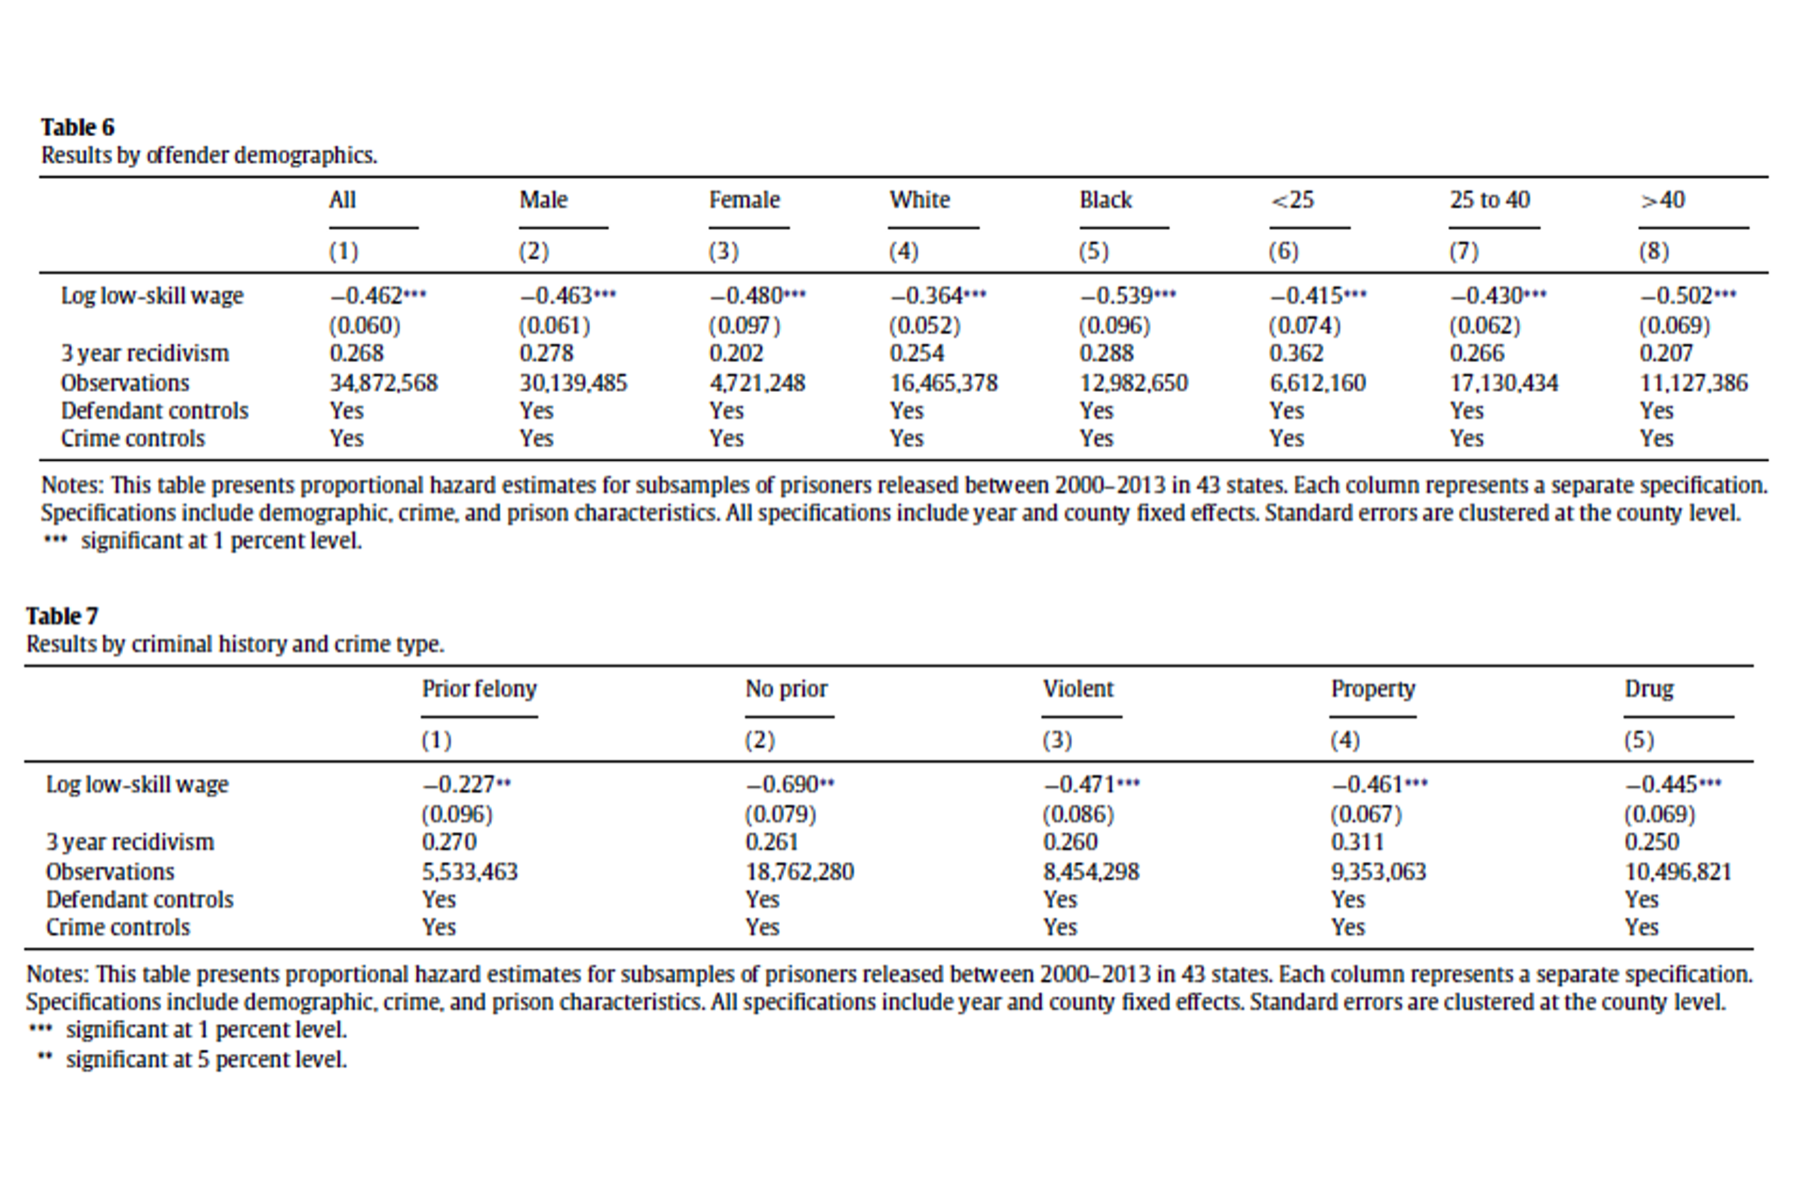 Table 6
Results by offender demographics.
All Male Female White Black <25 25 to 40 >40
(1) (2) (3) (4) (5) (6) (7) (8)
Log low-skill wage −0.462*** −0.463*** −0.480*** −0.364*** −0.539*** −0.415*** −0.430*** −0.502***
(0.060) (0.061) (0.097) (0.052) (0.096) (0.074) (0.062) (0.069)
3 year recidivism 0.268 0.278 0.202 0.254 0.288 0.362 0.266 0.207
Observations 34,872,568 30,139,485 4,721,248 16,465,378 12,982,650 6,612,160 17,130,434 11,127,386
Defendant controls Yes Yes Yes Yes Yes Yes Yes Yes
Crime controls Yes Yes Yes Yes Yes Yes Yes Yes
Notes: This table presents proportional hazard estimates for subsamples of prisoners released between 2000–2013 in 43 states. Each column represents a separate specification.
Specifications include demographic, crime, and prison characteristics. All specifications include year and county fixed effects. Standard errors are clustered at the county level.
*** significant at 1 percent level.
Table 7
Results by criminal history and crime type.
Prior felony No prior Violent Property Drug
(1) (2) (3) (4) (5)
Log low-skill wage −0.227** −0.690** −0.471*** −0.461*** −0.445***
(0.096) (0.079) (0.086) (0.067) (0.069)
3 year recidivism 0.270 0.261 0.260 0.311 0.250
Observations 5,533,463 18,762,280 8,454,298 9,353,063 10,496,821
Defendant controls Yes Yes Yes Yes Yes
Crime controls Yes Yes Yes Yes Yes
Notes: This table presents proportional hazard estimates for subsamples of prisoners released between 2000–2013 in 43 states. Each column represents a separate specification.
Specifications include demographic, crime, and prison characteristics. All specifications include year and county fixed effects. Standard errors are clustered at the county level.
*** significant at 1 percent level.
** significant at 5 percent level.